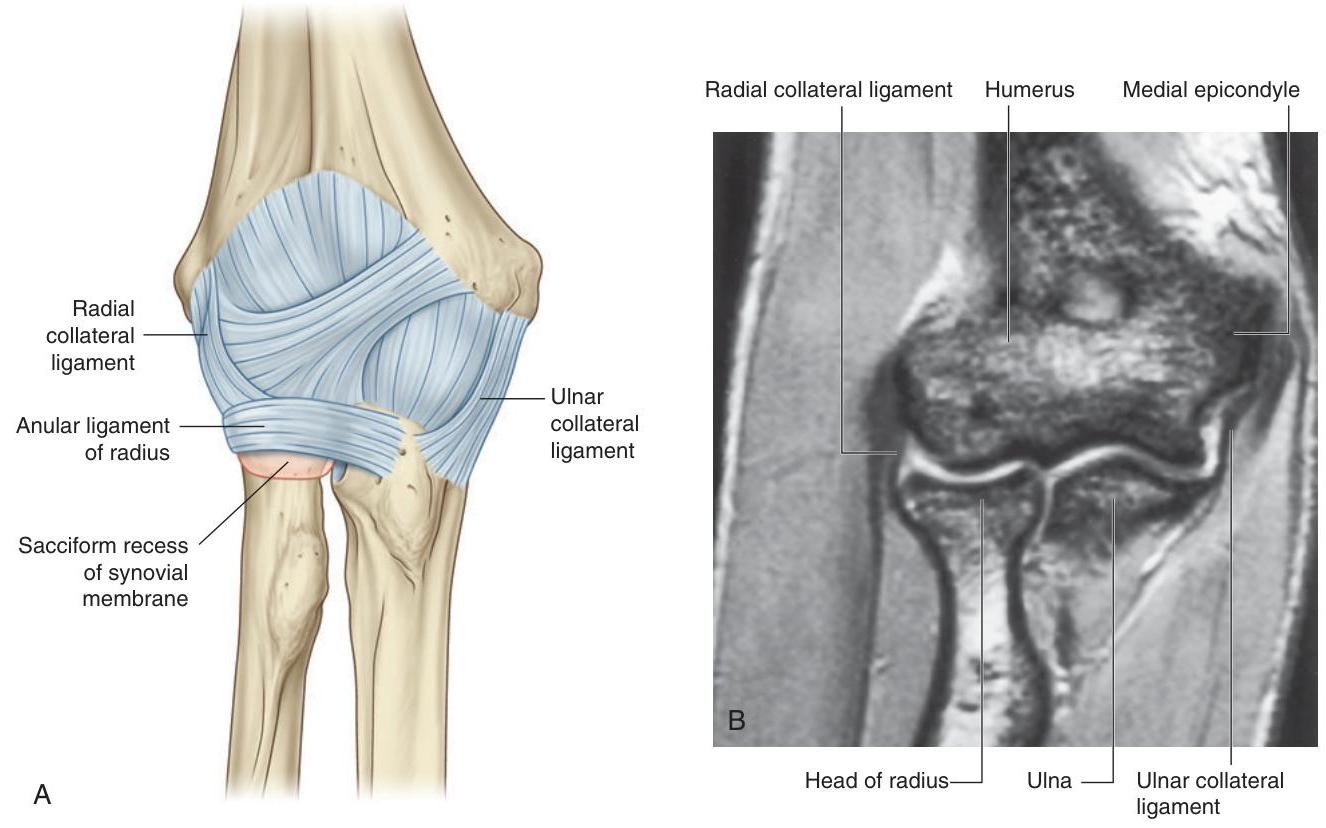 Radial
collateral
ligament
Anular ligament
of radius
Sacciform recess
of synovial
membrane
Ulnar
collateral
ligament
A
Radial collateral ligament
Humerus
Medial epicondyle
B
Head of radius
Ulna
Ulnar collateral
ligament